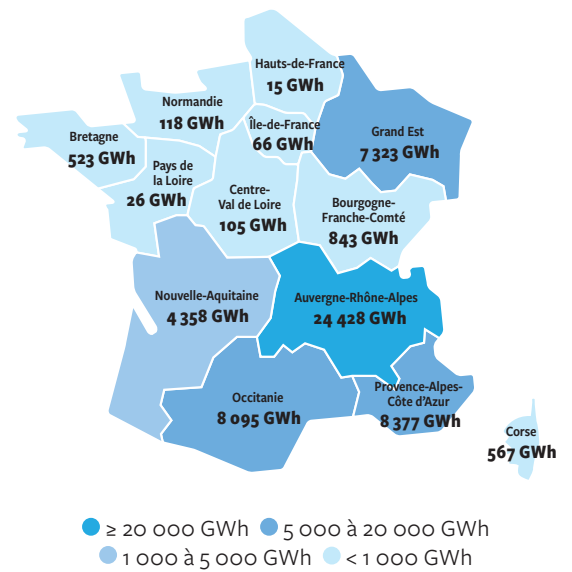 Hauts-de-France
15 GWh
Normandie
118 GWh
Île-de-France
66 GWh
Grand Est
7 323 GWh
Bretagne
523 GWh
Pays de
la Loire
26 GWh
Centre-
Val de Loire
105 GWh
Bourgogne-
Franche-Comté
843 GWh
Nouvelle-Aquitaine
4 358 GWh
Auvergne-Rhône-Alpes
24 428 GWh
Occitanie
8 095 GWh
Provence-Alpes-
Côte d'Azur
8 377 GWh
Corse
567 GWh
≥ 20 000 GWh
5 000 à 20 000 GWh
1 000 à 5 000 GWh
< 1 000 GWh